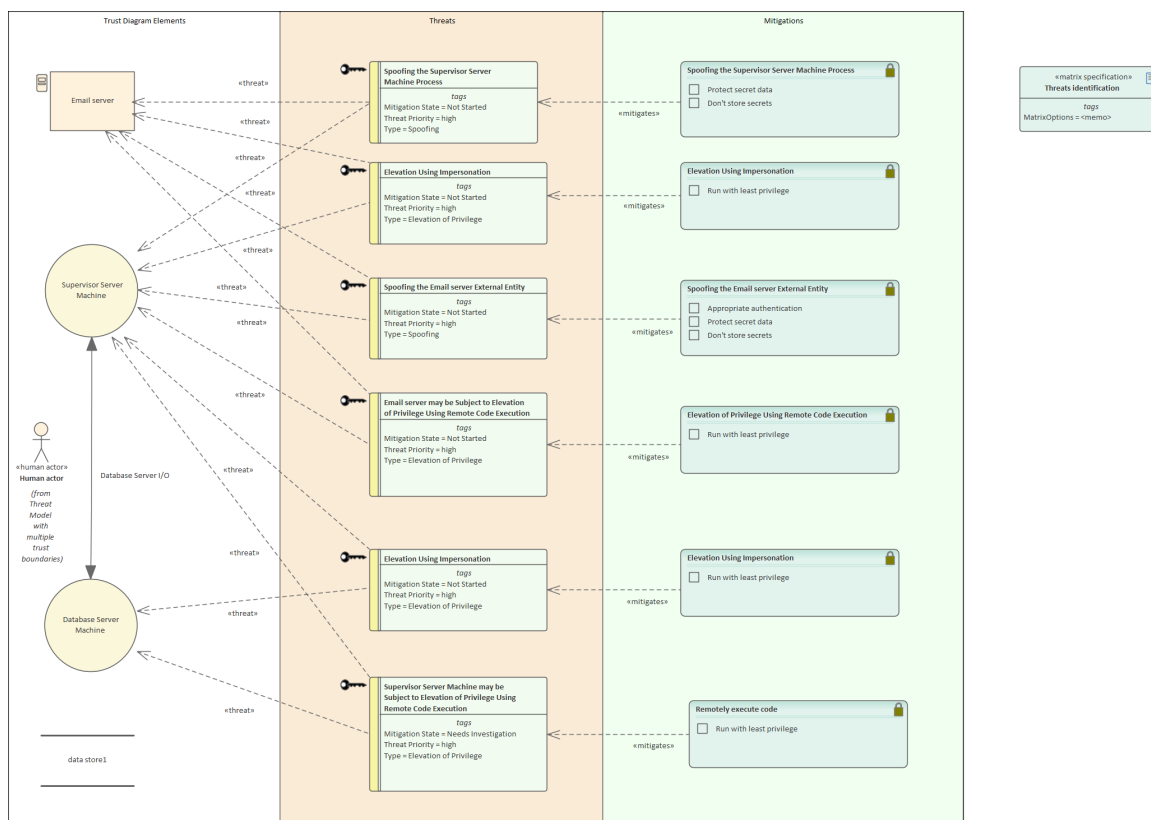 Trust Diagram Elements
Threats
Mitigations
Email server
Supervisor Server
Machine
«human actor»
Human actor
(from
Threat
Model
with
multiple
trust
boundaries)
Database Server I/O
Database Server
Machine
data store1
«threat»
«threat»
«threat»
«threat»
«threat»
«threat»
«threat»
«threat»
«threat»
«threat»
«threat»
«threat»
Spoofing the Supervisor Server
Machine Process
tags
Mitigation State = Not Started
Threat Priority = high
Type = Spoofing
Elevation Using Impersonation
tags
Mitigation State = Not Started
Threat Priority = high
Type = Elevation of Privilege
Spoofing the Email server External Entity
tags
Mitigation State = Not Started
Threat Priority = high
Type = Spoofing
Email server may be Subject to Elevation
of Privilege Using Remote Code Execution
tags
Mitigation State = Not Started
Threat Priority = high
Type = Elevation of Privilege
Elevation Using Impersonation
tags
Mitigation State = Not Started
Threat Priority = high
Type = Elevation of Privilege
Supervisor Server Machine may be
Subject to Elevation of Privilege Using
Remote Code Execution
tags
Mitigation State = Needs Investigation
Threat Priority = high
Type = Elevation of Privilege
«mitigates»
«mitigates»
«mitigates»
«mitigates»
«mitigates»
«mitigates»
Spoofing the Supervisor Server Machine Process
Protect secret data
Don't store secrets
Elevation Using Impersonation
Run with least privilege
Spoofing the Email server External Entity
Appropriate authentication
Protect secret data
Don't store secrets
Elevation of Privilege Using Remote Code Execution
Run with least privilege
Elevation Using Impersonation
Run with least privilege
Remotely execute code
Run with least privilege
«matrix specification»
Threats identification
tags
MatrixOptions = <memo>